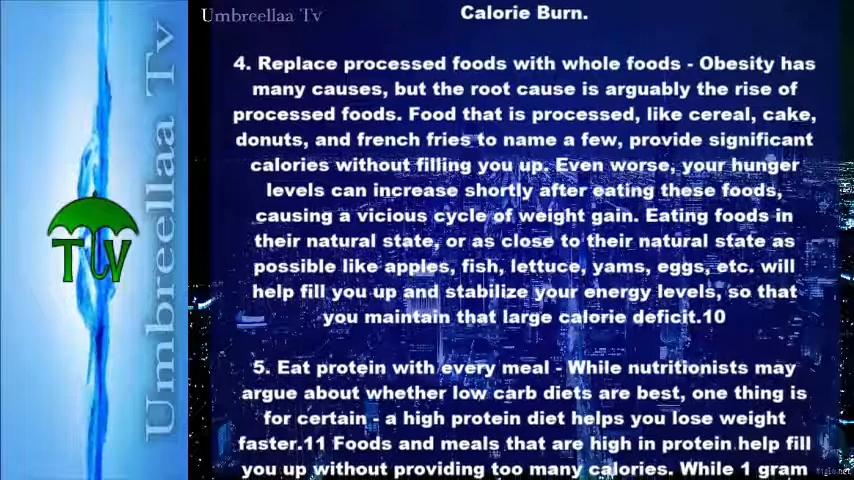 Umbreellaa Tv
Umbreellaa Tv
TV
Calorie Burn.
4. Replace processed foods with whole foods - Obesity has
many causes, but the root cause is arguably the rise of
processed foods. Food that is processed, like cereal, cake,
donuts, and french fries to name a few, provide significant
calories without filling you up. Even worse, your hunger
levels can increase shortly after eating these foods,
causing a vicious cycle of weight gain. Eating foods in
their natural state, or as close to their natural state as
possible like apples, fish, lettuce, yams, eggs, etc. will
help fill you up and stabilize your energy levels, so that
you maintain that large calorie deficit.10
5. Eat protein with every meal - While nutritionists may
argue about whether low carb diets are best, one thing is
for certain - a high protein diet helps you lose weight
faster.11 Foods and meals that are high in protein help fill
you up without providing too many calories. While 1 gram